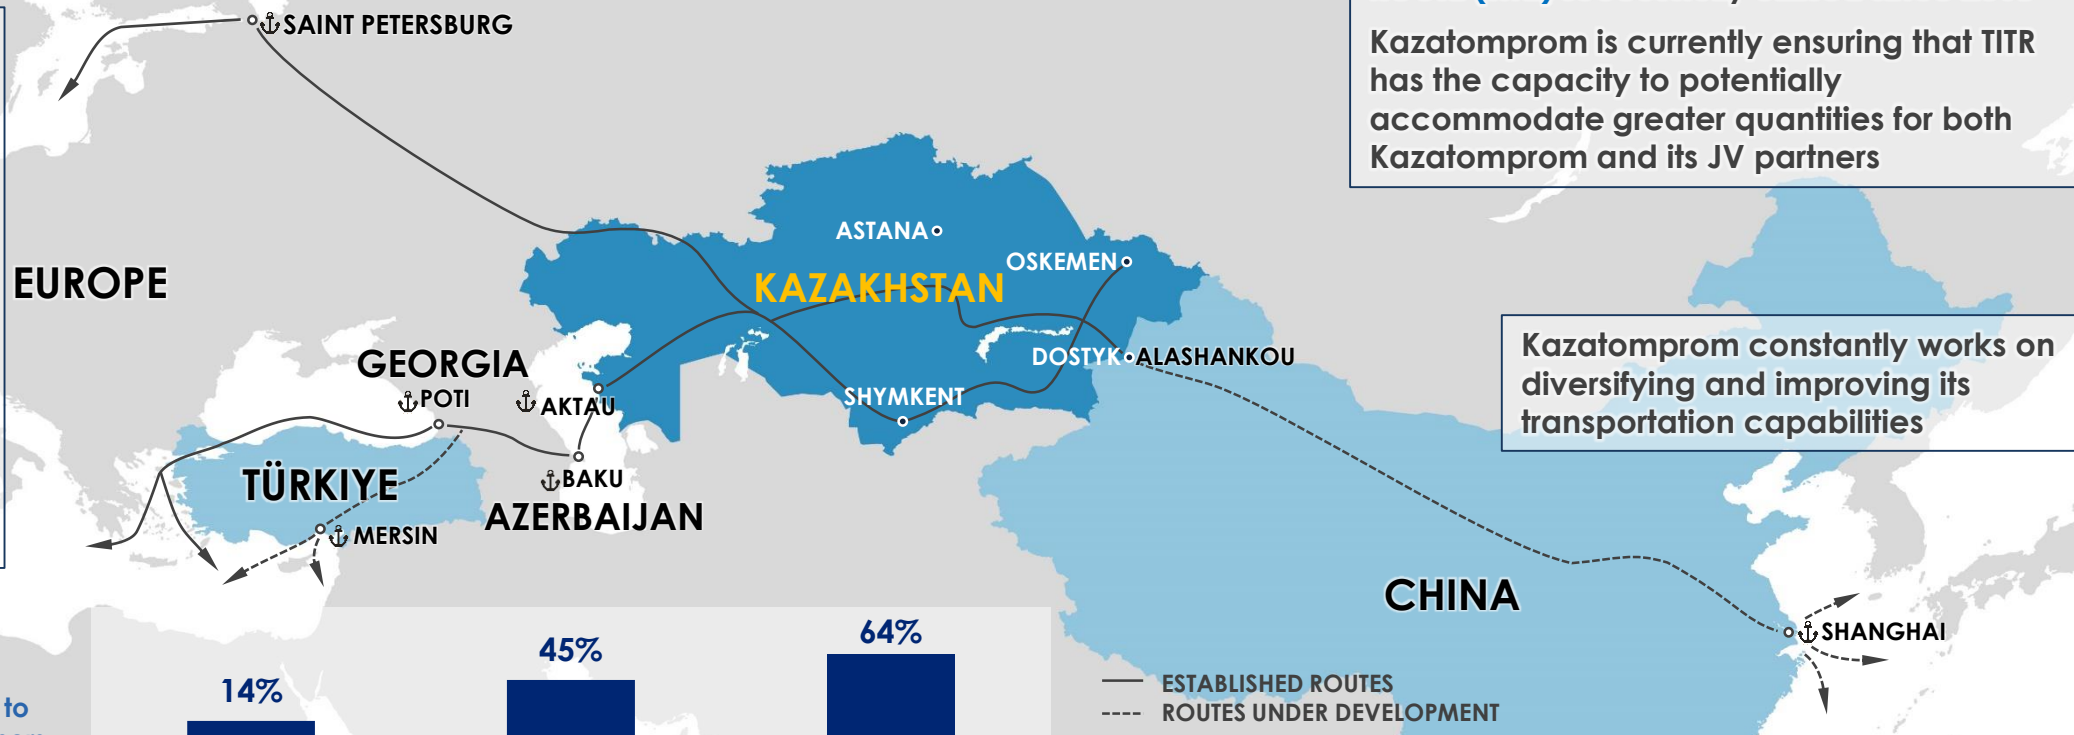 SAINT PETERSBURG
Kazatomprom is currently ensuring that TITR
has the capacity to potentially
accommodate greater quantities for both
Kazatomprom and its JV partners
ASTANA
OSKEMEN
EUROPE
KAZAKHSTAN
GEORGIA
DOSTYK
ALASHANKOU
Kazatomprom constantly works on
diversifying and improving its
transportation capabilities
POTI
AKTAU
SHYMKENT
TÜRKIYE
BAKU
AZERBAIJAN
MERSIN
CHINA
SHANGHAI
14%
45%
64%
ESTABLISHED ROUTES
ROUTES UNDER DEVELOPMENT
to